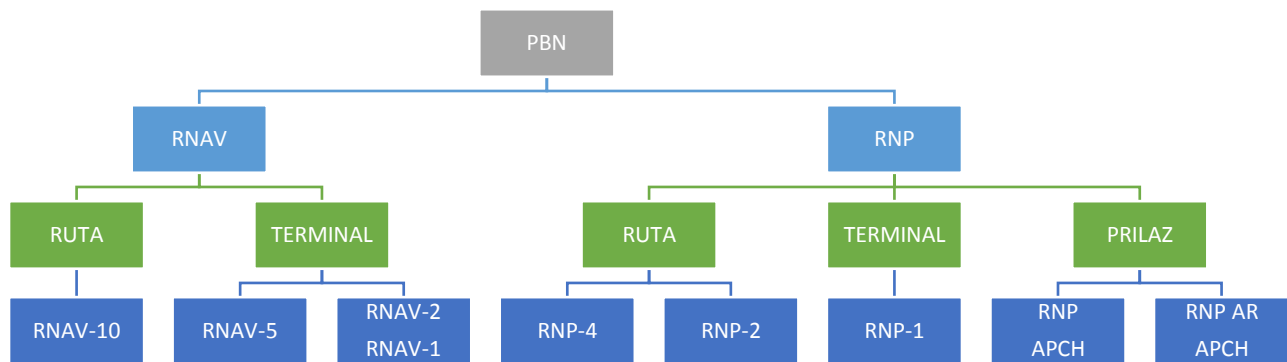 PBN
RNAV
RNP
RUTA
TERMINAL
RUTA
TERMINAL
PRILAZ
RNAV-10
RNAV-5
RNAV-2
RNAV-1
RNP-4
RNP-2
RNP-1
RNP
APCH
RNP AR
APCH